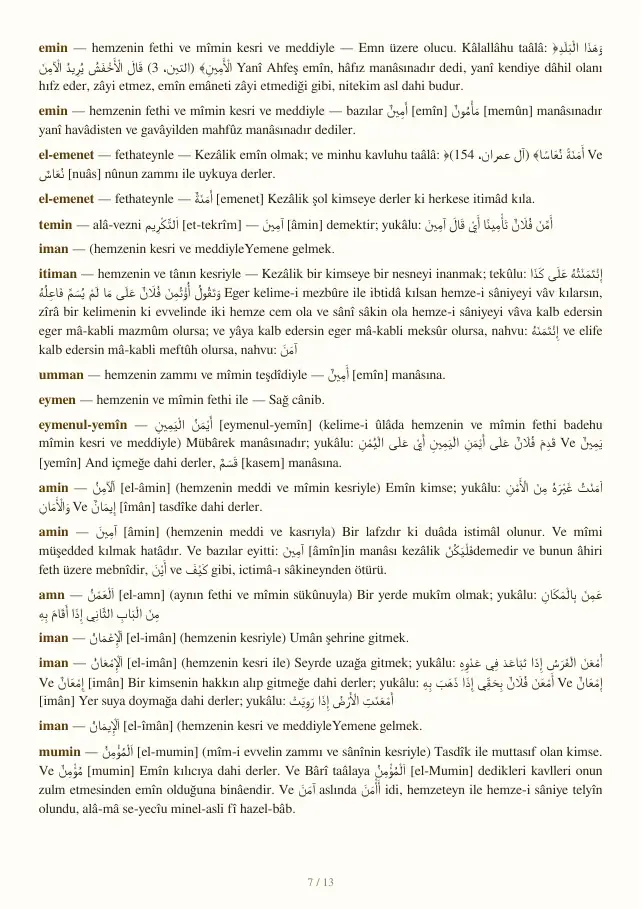 emin — hemzenin fethi ve mîmin kesri ve meddiyle — Emn üzere olucu. Kâlallâhu taâlâ: ﴿وَهَذَا الْبَلَدِ
الْأَمِينِ﴾ (التين، 3) قَالَ الْأَخْفَشُ يُرِيدُ الْآمِنَ Yanî Ahfeş emîn, hâfız manâsınadır dedi, yanî kendiye dâhil olanı
hıfz eder, zâyi etmez, emîn emâneti zâyi etmediği gibi, nitekim asl dahi budur.
emin — hemzenin fethi ve mîmin kesri ve meddiyle — bazılar أَمِينٌ [emîn] مَأْمُونٌ [memûn] manâsınadır
yanî havâdisten ve gavâyilden mahfûz manâsınadır dediler.
el-emenet — fethateynle — Kezâlik emîn olmak; ve minhu kavluhu taâlâ: ﴿أَمَنَةً نُعَاسًا﴾ (آل عمران، 154) Ve
نُعَاسٌ [nuâs] nûnun zammı ile uykuya derler.
el-emenet — fethateynle — أَمَنَةٌ [emenet] Kezâlik şol kimseye derler ki herkese itimâd kıla.
temin — alâ-vezni التَّكْرِيم [et-tekrîm] — آمِينَ [âmin] demektir; yukâlu: أَمَّنَ فُلَانٌ تَأْمِينًا أَيْ قَالَ آمِينَ
iman — (hemzenin kesri ve meddiyleYemene gelmek.
itiman — hemzenin ve tânın kesriyle — Kezâlik bir kimseye bir nesneyi inanmak; tekûlu: إِئْتَمَنْتُهُ عَلَى كَذَا
وَتَقُولُ أُؤْتُمِنَ فُلَانٌ عَلَى مَا لَمْ يُسَمَّ فَاعِلُهُ Eger kelime-i mezbûre ile ibtidâ kılsan hemze-i sâniyeyi vâv kılarsın,
zîrâ bir kelimenin ki evvelinde iki hemze cem ola ve sânî sâkin ola hemze-i sâniyeyi vâva kalb edersin
eger mâ-kabli mazmûm olursa; ve yâya kalb edersin eger mâ-kabli meksûr olursa, nahvu: إِئْتَمَنَهُ ve elife
kalb edersin mâ-kabli meftûh olursa, nahvu: آمَنَ
umman — hemzenin zammı ve mîmin teşdîdiyle — أَمِينٌ [emîn] manâsına.
eymen — hemzenin ve mîmin fethi ile — Sağ cânib.
eymenul-yemîn — أَيْمَنُ الْيَمِينِ [eymenul-yemîn] (kelime-i ûlâda hemzenin ve mîmin fethi badehu
mîmin kesri ve meddiyle) Mübârek manâsınadır; yukâlu: قَدِمَ فُلَانٌ عَلَى أَيْمَنِ الْيَمِينِ أَيْ عَلَى الْيُمْنِ Ve يَمِينٌ
[yemîn] And içmeğe dahi derler, قَسَمٌ [kasem] manâsına.
amin — اَلْآمِنُ [el-âmin] (hemzenin meddi ve mîmin kesriyle) Emîn kimse; yukâlu: آمَنْتُ غَيْرَهُ مِنَ الْأَمْنِ
وَالْأَمَانِ Ve إِيمَانٌ [îmân] tasdîke dahi derler.
amin — آمِينَ [âmin] (hemzenin meddi ve kasrıyla) Bir lafzdır ki duâda istimâl olunur. Ve mîmi
müşedded kılmak hatâdır. Ve bazılar eyitti: آمِينَ [âmîn]in manâsı kezâlik فَلْيَكُنْdemedir ve bunun âhiri
feth üzere mebnîdir, أَيْنَ ve كَيْفَ gibi, ictimâ-ı sâkineynden ötürü.
amn — اَلْعَمْنُ [el-amn] (aynın fethi ve mîmin sükûnuyla) Bir yerde mukîm olmak; yukâlu: عَمِنَ بِالْمَكَانِ
مِنَ الْبَابِ الثَّانِي إِذَا أَقَامَ بِهِ
iman — اَلْإِعْمَانُ [el-imân] (hemzenin kesriyle) Umân şehrine gitmek.
iman — اَلْإِمْعَانُ [el-imân] (hemzenin kesri ile) Seyrde uzağa gitmek; yukâlu: أَمْعَنَ الْفَرَسُ إِذَا تَبَاعَدَ فِي عَدْوِهِ
Ve إِمْعَانٌ [imân] Bir kimsenin hakkın alıp gitmeğe dahi derler; yukâlu: أَمْعَنَ فُلَانٌ بِحَقِّي إِذَا ذَهَبَ بِهِ Ve إِمْعَانٌ
[imân] Yer suya doymağa dahi derler; yukâlu: أَمْعَنَتِ الْأَرْضُ إِذَا رَوِيَتْ
iman — اَلْإِيمَانُ [el-îmân] (hemzenin kesri ve meddiyleYemene gelmek.
mumin — اَلْمُؤْمِنُ [el-mumin] (mîm-i evvelin zammı ve sânînin kesriyle) Tasdîk ile muttasıf olan kimse.
Ve مُؤْمِنٌ [mumin] Emîn kılıcıya dahi derler. Ve Bârî taâlaya اَلْمُؤْمِنُ [el-Mumin] dedikleri kavlleri onun
zulm etmesinden emîn olduğuna binâendir. Ve آمَنَ aslında أَأْمَنَ idi, hemzeteyn ile hemze-i sâniye telyîn
olundu, alâ-mâ se-yecîu minel-asli fî hazel-bâb.
7 / 13